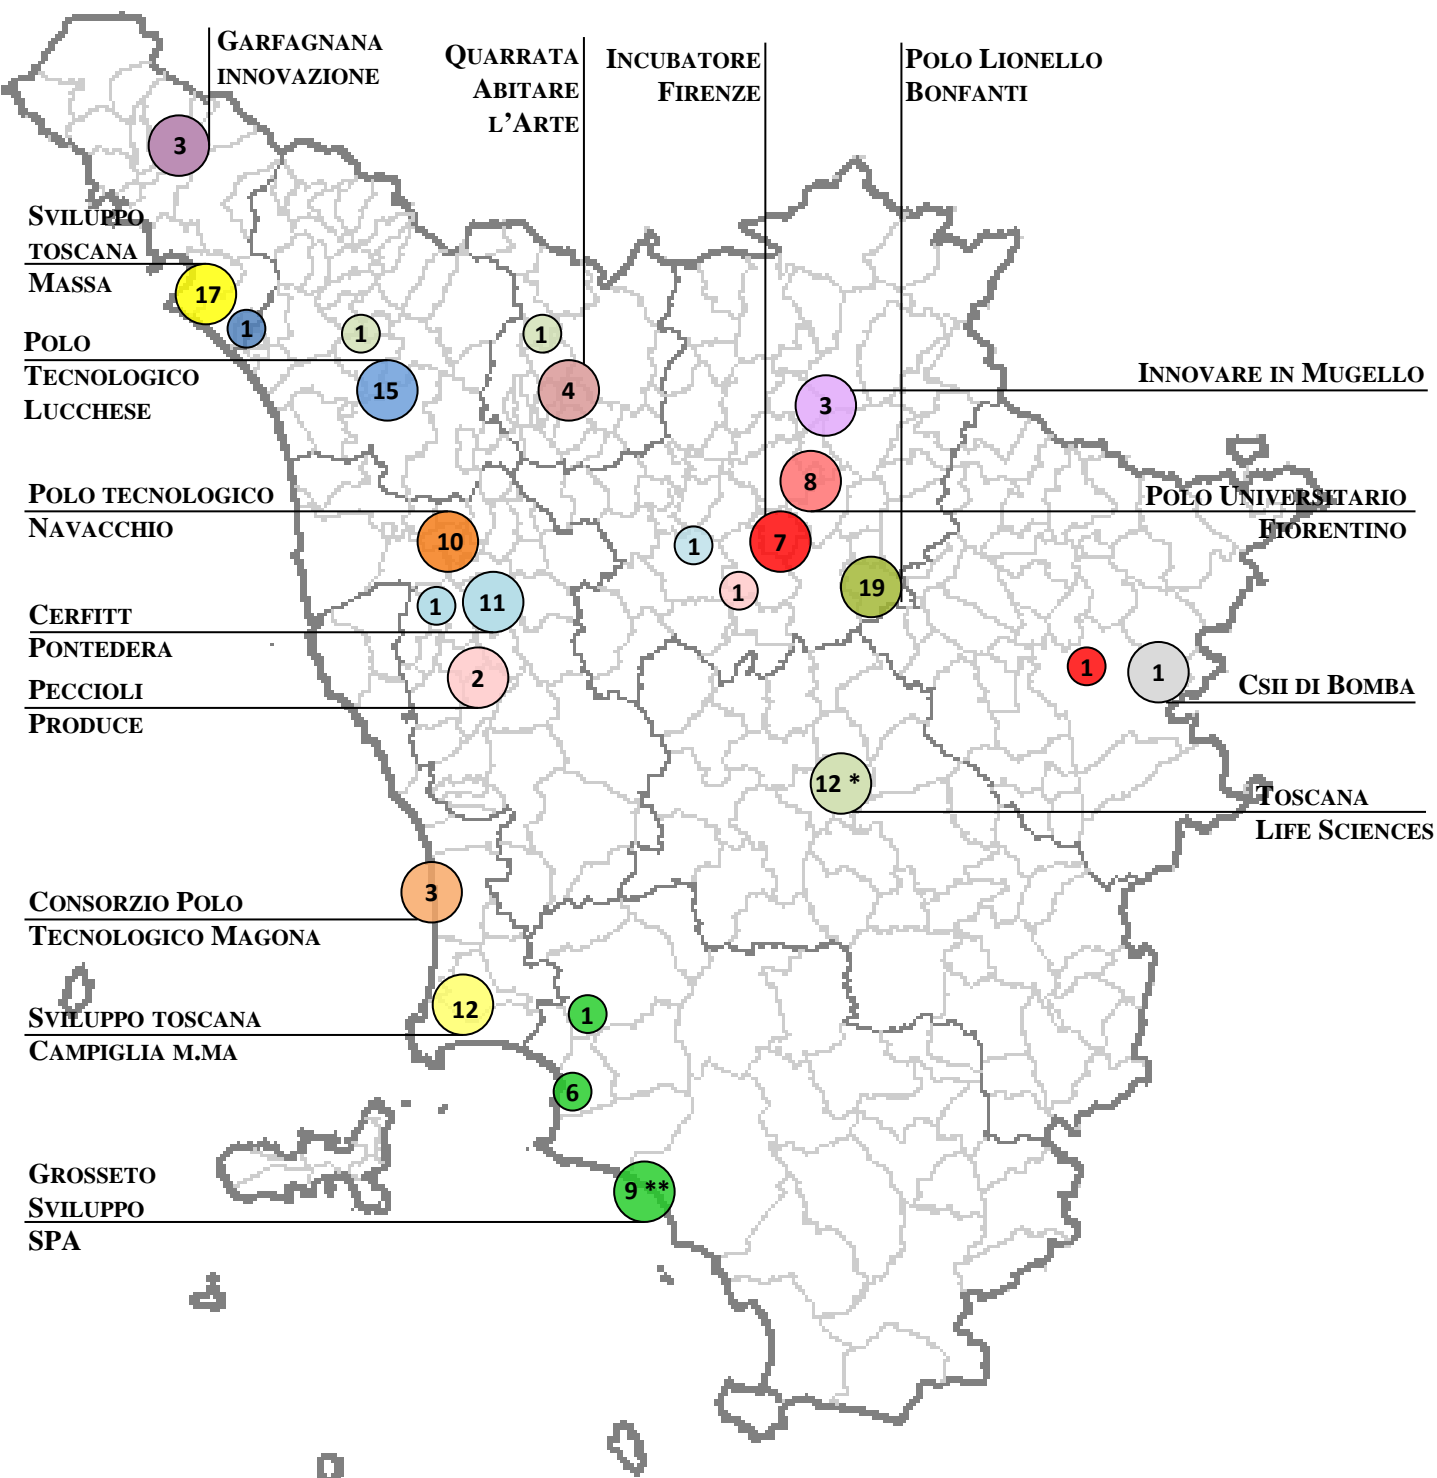 GARFAGNANA
INNOVAZIONE
QUARRATA
ABITARE
L’ARTE
INCUBATORE
FIRENZE
POLO LIONELLO
BONFANTI
3
SVILUPPO
TOSCANA
MASSA
17
1
1
1
POLO
TECNOLOGICO
LUCCHESE
15
4
3
INNOVARE IN MUGELLO
8
POLO TECNOLOGICO
NAVACCHIO
POLO UNIVERSITARIO
FIORENTINO
10
1
7
1
19
CERFITT
PONTEDERA
1
11
PECCIOLI
PRODUCE
2
1
1
CSII DI BOMBA
12 *
TOSCANA
LIFE SCIENCES
CONSORZIO POLO
TECNOLOGICO MAGONA
3
SVILUPPO TOSCANA
CAMPIGLIA M.MA
12
1
6
GROSSETO
SVILUPPO
SPA
9 **